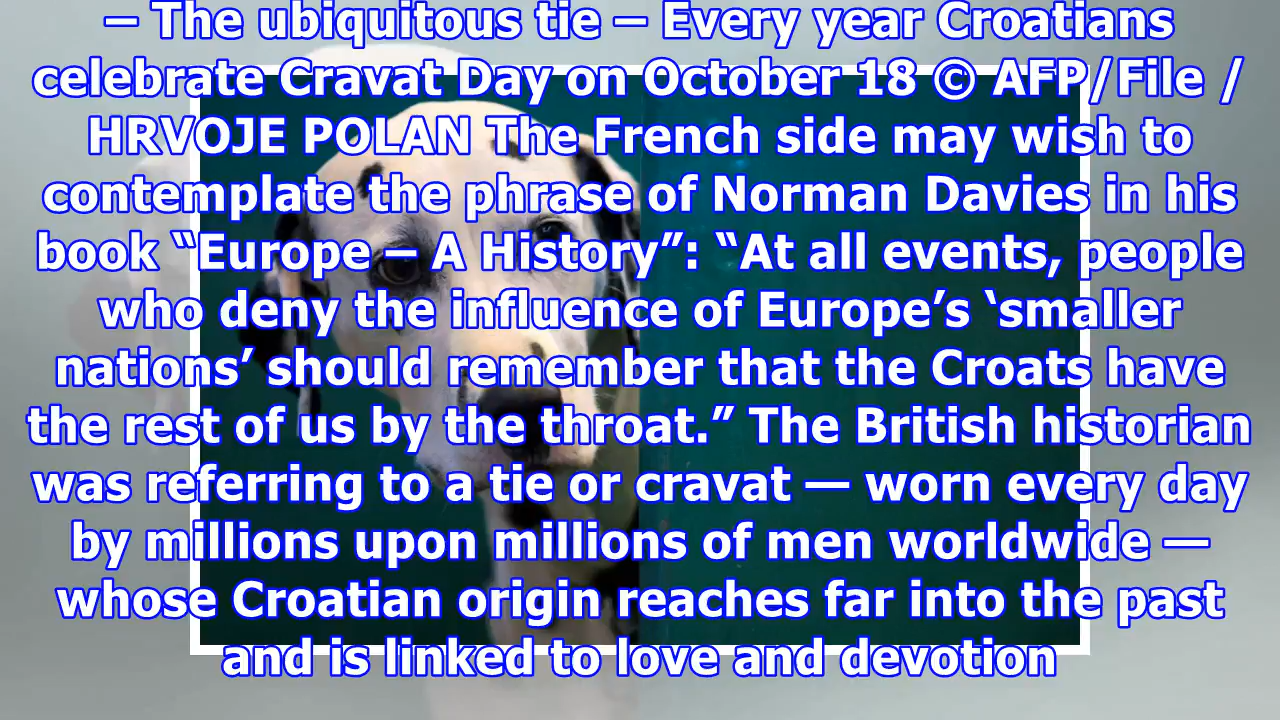 – The ubiquitous tie – Every year Croatians
celebrate Cravat Day on October 18 © AFP/File /
HRVOJE POLAN The French side may wish to
contemplate the phrase of Norman Davies in his
book “Europe – A History”: “At all events, people
who deny the influence of Europe’s ‘smaller
nations’ should remember that the Croats have
the rest of us by the throat.” The British historian
was referring to a tie or cravat — worn every day
by millions upon millions of men worldwide —
whose Croatian origin reaches far into the past
and is linked to love and devotion